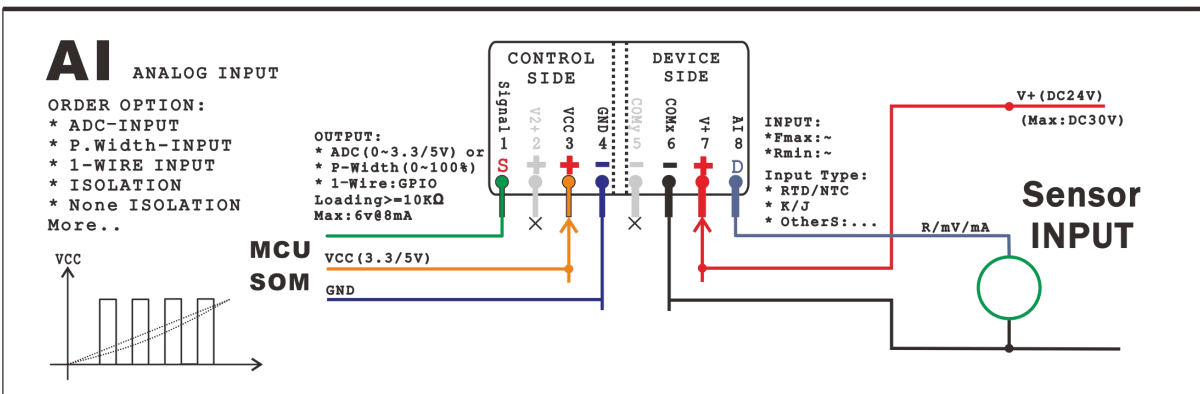 AI ANALOG INPUT
ORDER OPTION:
* ADC-INPUT
* P.Width-INPUT
* 1-WIRE INPUT
* ISOLATION
* None ISOLATION
More..
VCC
OUTPUT:
* ADC(0~3.3/5V) or
* P-Width(0~100%)
* 1-Wire:GPIO
Loading>=10KΩ
Max:6v@8mA
MCU
SOM
VCC(3.3/5V)
GND
CONTROL
SIDE
DEVICE
SIDE
Signal 1
V2+ 2
VCC 3
GND 4
COMy 5
COMx 6
V+ 7
AI 8
S + + - - - + D
INPUT:
*Fmax:~
*Rmin:~
Input Type:
* RTD/NTC
* K/J
* OtherS:...
R/mV/mA
V+(DC24V)
(Max:DC30V)
Sensor
INPUT